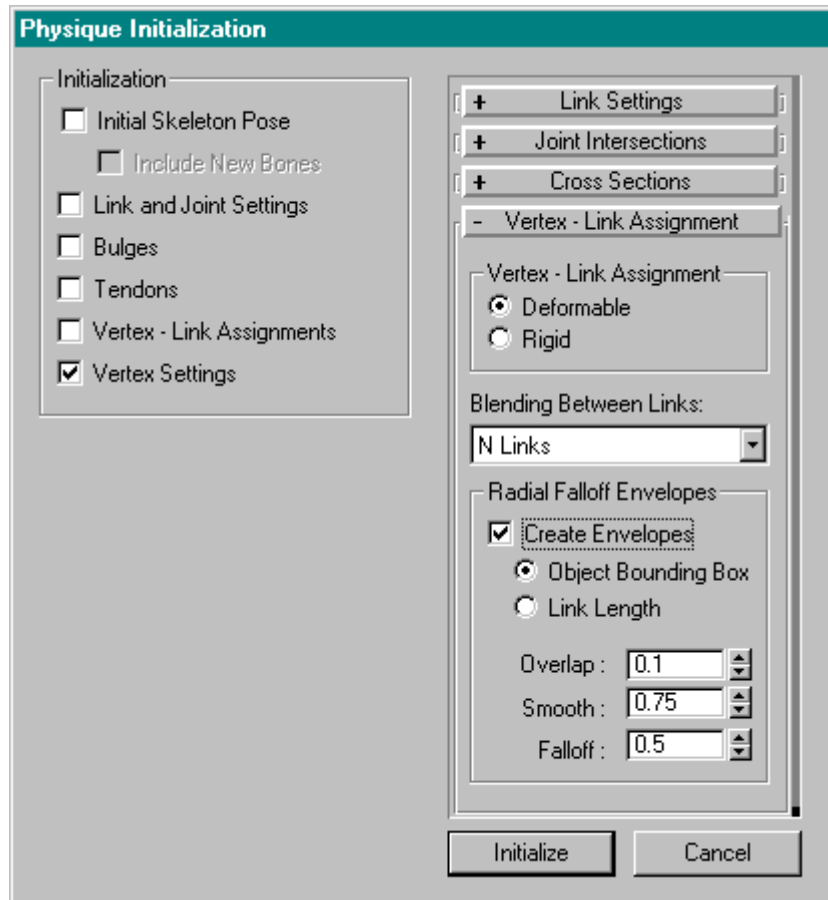 Physique Initialization
Initialization
Initial Skeleton Pose
Include New Bones
Link and Joint Settings
Bulges
Tendons
Vertex - Link Assignments
Vertex Settings
+ Link Settings
+ Joint Intersections
+ Cross Sections
- Vertex - Link Assignment
Vertex - Link Assignment
Deformable
Rigid
Blending Between Links:
N Links
Radial Falloff Envelopes
Create Envelopes
Object Bounding Box
Link Length
Overlap : 0.1
Smooth : 0.75
Falloff : 0.5
Initialize Cancel